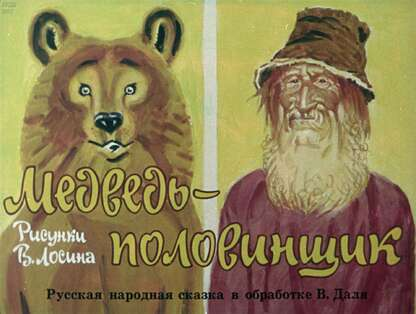 Медведь-
половинщик
Рисунки
В. Лосина
Русская народная сказка в обработке В. Даля